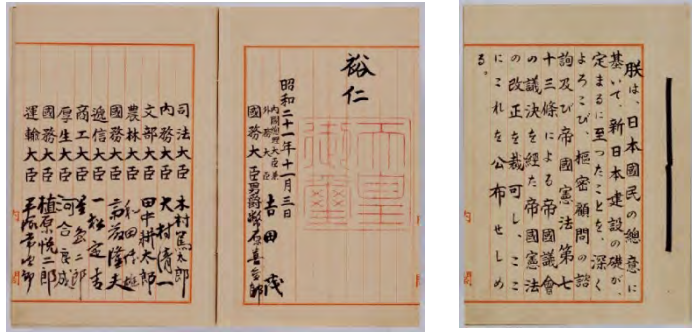 朕は、日本國民の總意に
基いて、新日本建設の礎が、
定まるに至つたことを、深く
よろこび、樞密顧問の諮
詢及び帝國憲法第七
十三條による帝國議會
の議決を経た帝國憲法
の改正を裁可し、ここ
にこれを公布せしめ
る。
内閣
裕仁
天皇御璽
昭和二十一年十一月三日
内閣總理大臣兼
外務大臣 吉田茂
國務大臣 男爵幣原喜重郎
司法大臣 木村篤太郎
内務大臣 大村清一
文部大臣 田中耕太郎
農林大臣 和田博雄
國務大臣 斎藤隆夫
逓信大臣 一松定吉
商工大臣 星島二郎
厚生大臣 河合良成
國務大臣 植原悦二郎
運輸大臣 平塚常次郎
内閣